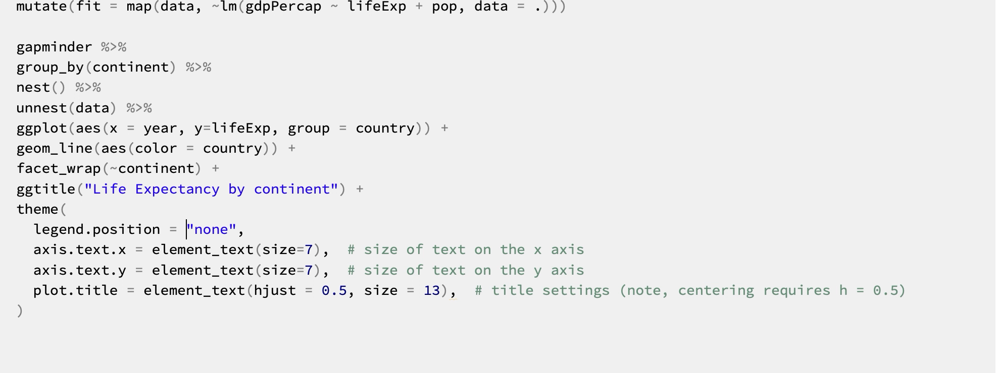 mutate(fit = map(data, ~lm(gdpPercap ~ lifeExp + pop, data = .)))
gapminder %>%
group_by(continent) %>%
nest() %>%
unnest(data) %>%
ggplot(aes(x = year, y=lifeExp, group = country)) +
geom_line(aes(color = country)) +
facet_wrap(~continent) +
ggtitle("Life Expectancy by continent") +
theme(
  legend.position = "none",
  axis.text.x = element_text(size=7),  # size of text on the x axis
  axis.text.y = element_text(size=7),  # size of text on the y axis
  plot.title = element_text(hjust = 0.5, size = 13),  # title settings (note, centering requires h = 0.5)
)